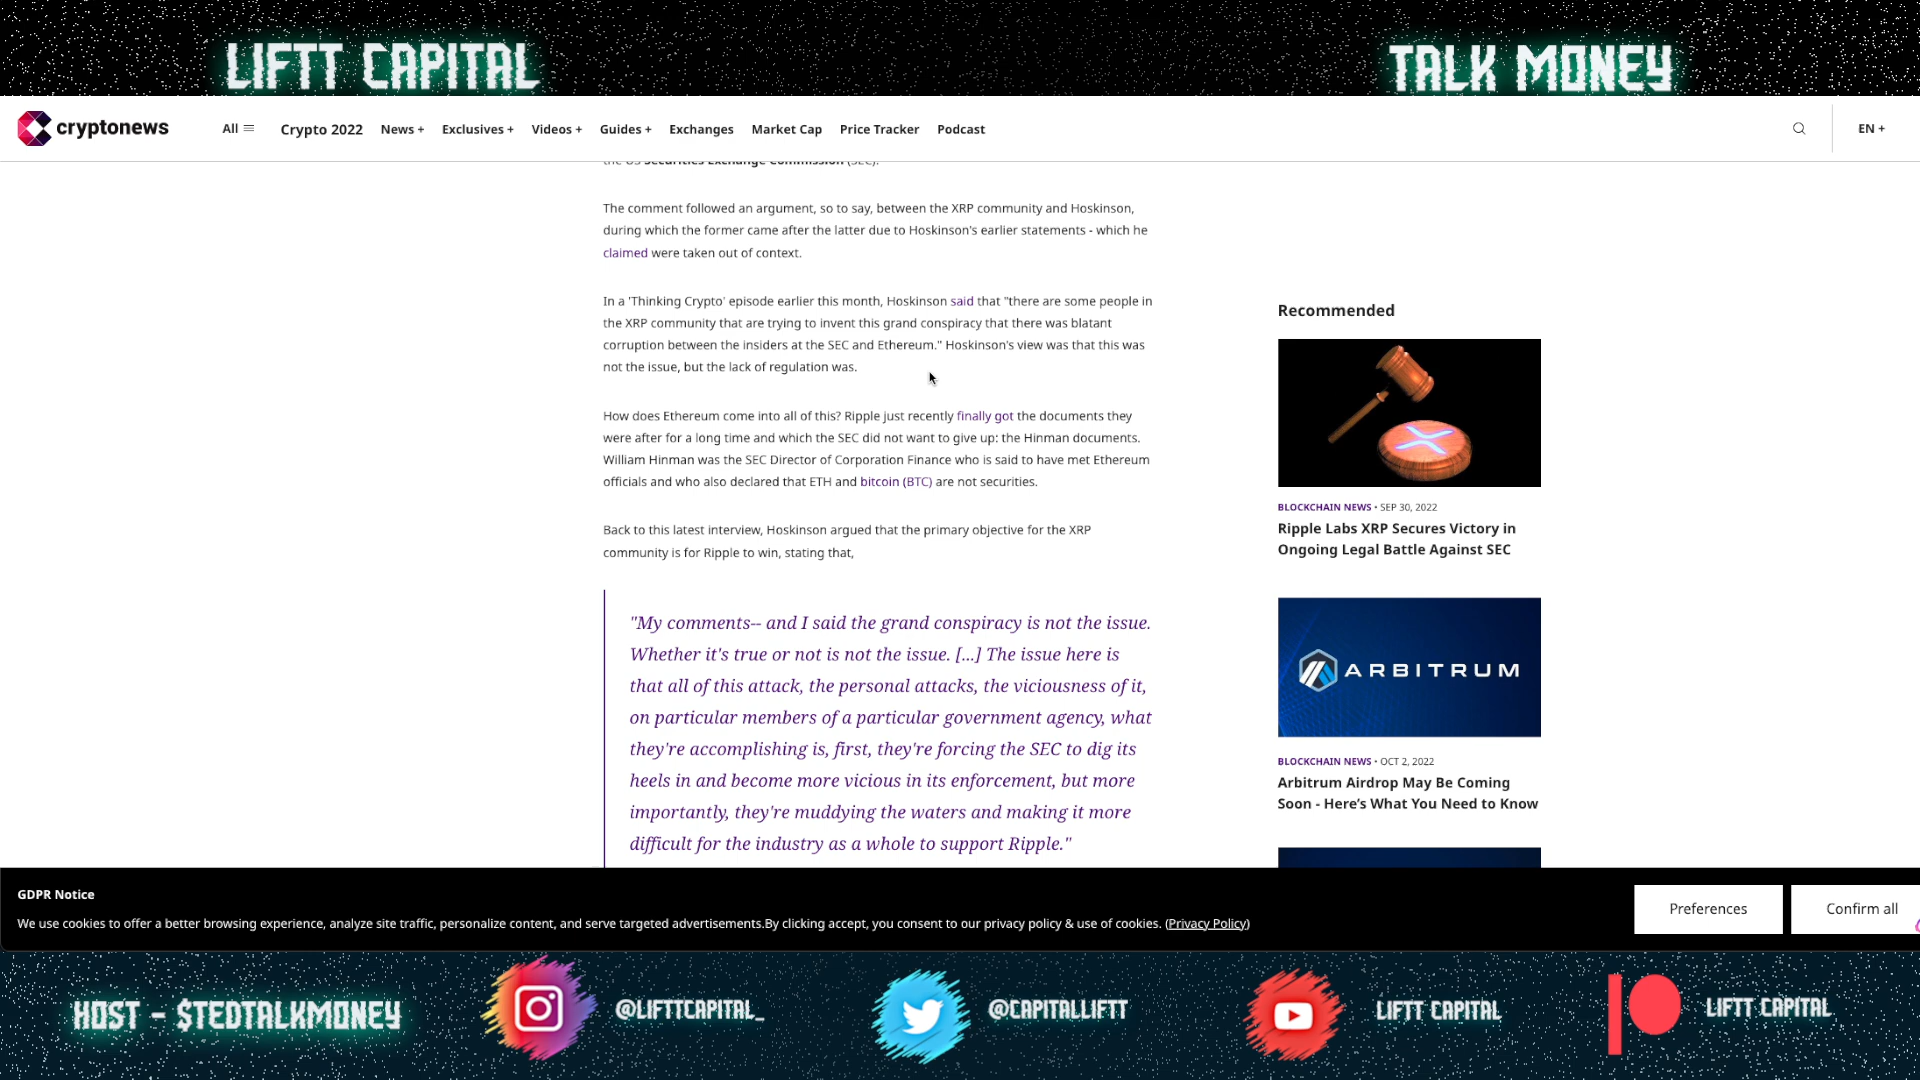 LIFTT CAPITAL
TALK MONEY
cryptonews
All
Crypto 2022
News +
Exclusives +
Videos +
Guides +
Exchanges
Market Cap
Price Tracker
Podcast
EN +
the US Securities Exchange Commission (SEC).
The comment followed an argument, so to say, between the XRP community and Hoskinson,
during which the former came after the latter due to Hoskinson's earlier statements - which he
claimed were taken out of context.
In a 'Thinking Crypto' episode earlier this month, Hoskinson said that "there are some people in
the XRP community that are trying to invent this grand conspiracy that there was blatant
corruption between the insiders at the SEC and Ethereum." Hoskinson's view was that this was
not the issue, but the lack of regulation was.
How does Ethereum come into all of this? Ripple just recently finally got the documents they
were after for a long time and which the SEC did not want to give up: the Hinman documents.
William Hinman was the SEC Director of Corporation Finance who is said to have met Ethereum
officials and who also declared that ETH and bitcoin (BTC) are not securities.
Back to this latest interview, Hoskinson argued that the primary objective for the XRP
community is for Ripple to win, stating that,
"My comments-- and I said the grand conspiracy is not the issue.
Whether it's true or not is not the issue. [...] The issue here is
that all of this attack, the personal attacks, the viciousness of it,
on particular members of a particular government agency, what
they're accomplishing is, first, they're forcing the SEC to dig its
heels in and become more vicious in its enforcement, but more
importantly, they're muddying the waters and making it more
difficult for the industry as a whole to support Ripple."
Recommended
BLOCKCHAIN NEWS • SEP 30, 2022
Ripple Labs XRP Secures Victory in
Ongoing Legal Battle Against SEC
ARBITRUM
BLOCKCHAIN NEWS • OCT 2, 2022
Arbitrum Airdrop May Be Coming
Soon - Here's What You Need to Know
GDPR Notice
We use cookies to offer a better browsing experience, analyze site traffic, personalize content, and serve targeted advertisements.By clicking accept, you consent to our privacy policy & use of cookies. (Privacy Policy)
Preferences
Confirm all
HOST - $TEDTALKMONEY
@LIFTTCAPITAL_
@CAPITALLIFTT
LIFTT CAPITAL
LIFTT CAPITAL